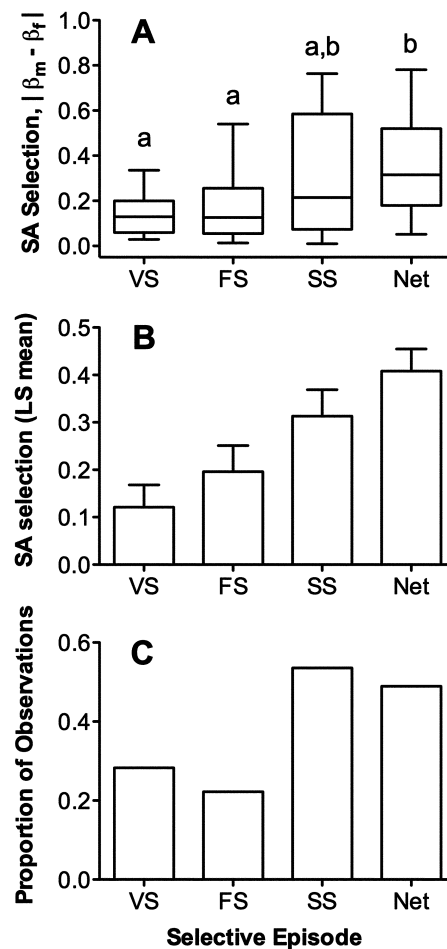 A
SA Selection, | βm - βf |
1.0
0.8
0.6
0.4
0.2
0.0
a
a
a,b
b
VS FS SS Net
B
SA selection (LS mean)
0.5
0.4
0.3
0.2
0.1
0.0
VS FS SS Net
C
Proportion of Observations
0.6
0.4
0.2
0.0
VS FS SS Net
Selective Episode